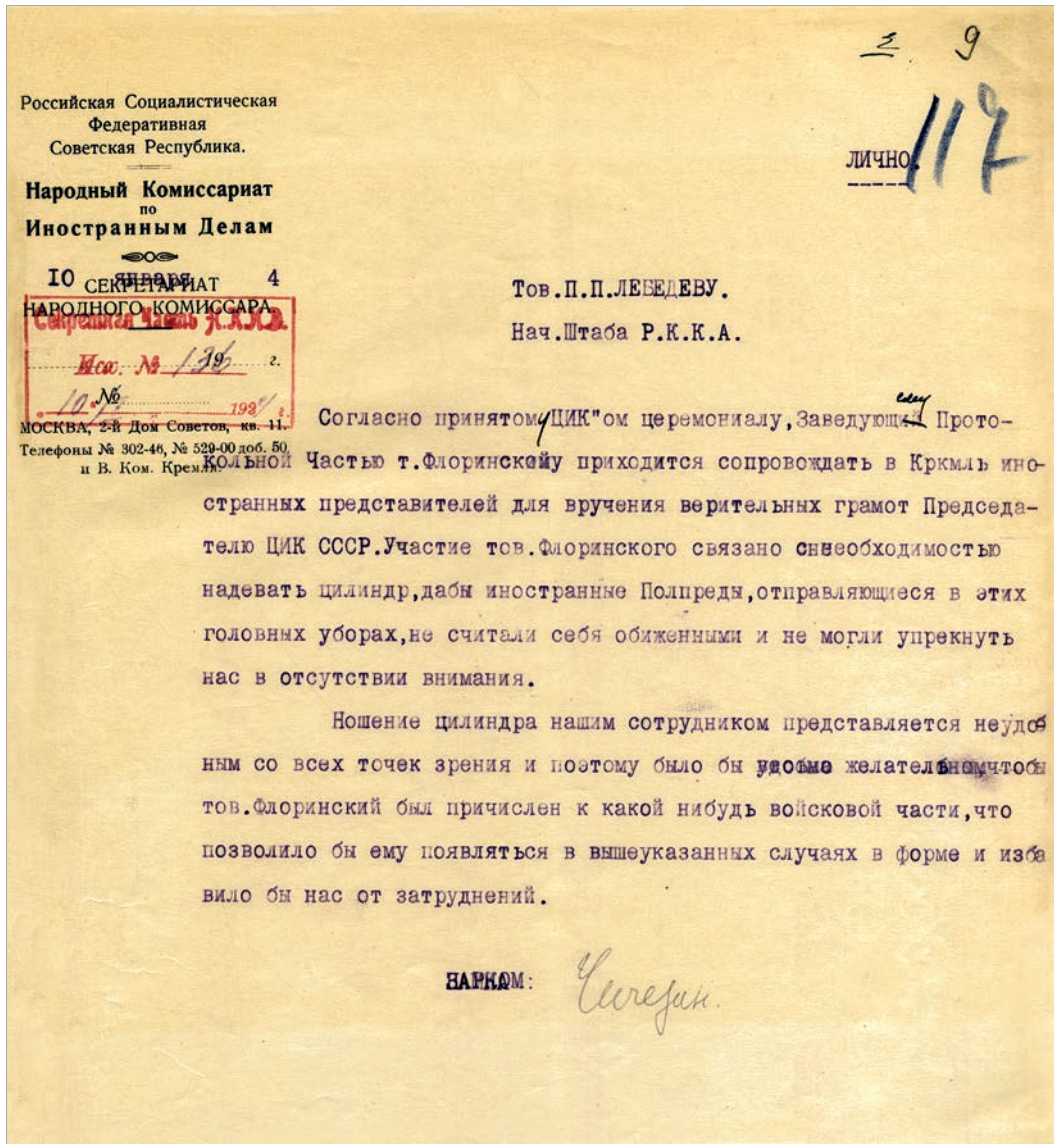 9
117
Российская Социалистическая
Федеративная
Советская Республика.
ЛИЧНО.
Народный Комиссариат
по
Иностранным Делам
10 января 4
СЕКРЕТАРИАТ
НАРОДНОГО КОМИССАРА
Секретная Часть Н.К.И.Д.
Исх. № 136
19 г.
№
10 1924 г.
МОСКВА, 2-й Дом Советов, кв. 11.
Телефоны № 302-46, № 529-00 доб. 50
и В. Ком. Кремля.
Тов.П.П.ЛЕБЕДЕВУ.
Нач.Штаба Р.К.К.А.
Согласно принятому ЦИК"ом церемониалу,Заведующему Прото-
кольной Частью т.Флоринскому приходится сопровождать в Кркмль ино-
странных представителей для вручения верительных грамот Председа-
телю ЦИК СССР.Участие тов.Флоринского связано с необходимостью
надевать цилиндр,дабы иностранные Полпреды,отправляющиеся в этих
головных уборах,не считали себя обиженными и не могли упрекнуть
нас в отсутствии внимания.
Ношение цилиндра нашим сотрудником представляется неудоб
ным со всех точек зрения и поэтому было бы желательно,чтобы
тов.Флоринский был причислен к какой нибудь войсковой части,что
позволило бы ему появляться в вышеуказанных случаях в форме и изба
вило бы нас от затруднений.
НАРКОМ: Чичерин.